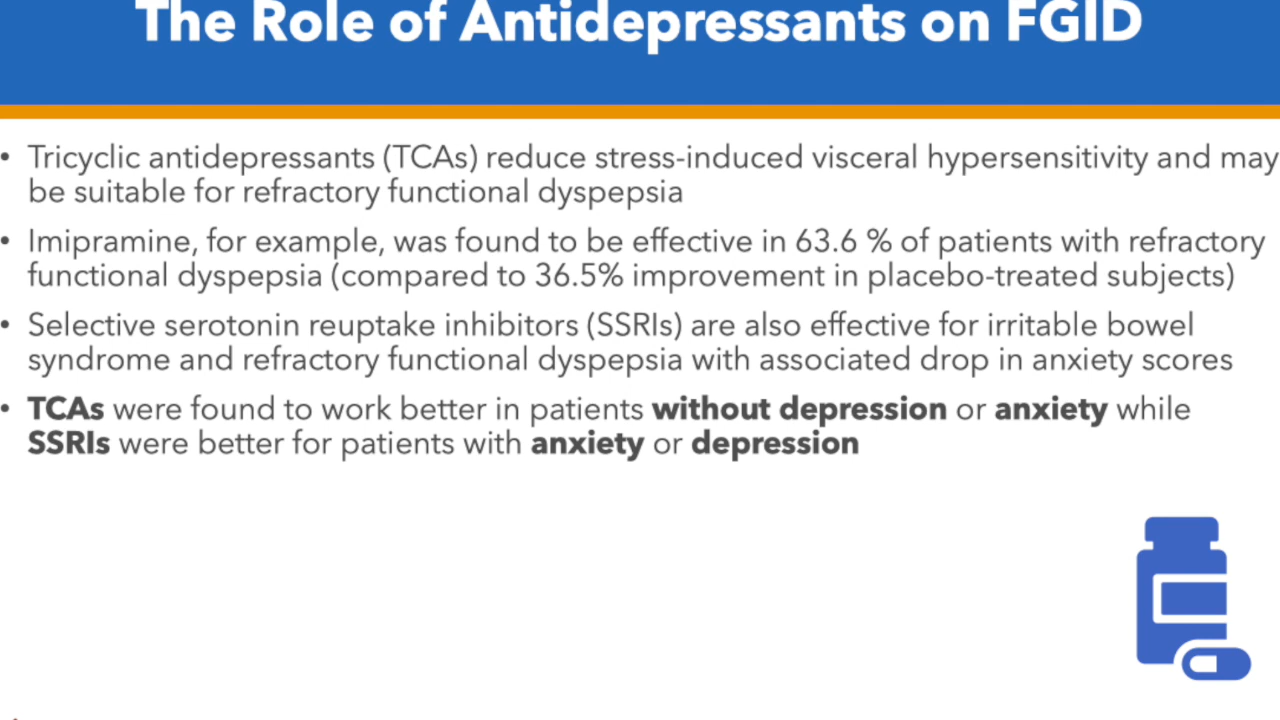 The Role of Antidepressants on FGID
• Tricyclic antidepressants (TCAs) reduce stress-induced visceral hypersensitivity and may
be suitable for refractory functional dyspepsia
• Imipramine, for example, was found to be effective in 63.6 % of patients with refractory
functional dyspepsia (compared to 36.5% improvement in placebo-treated subjects)
• Selective serotonin reuptake inhibitors (SSRIs) are also effective for irritable bowel
syndrome and refractory functional dyspepsia with associated drop in anxiety scores
• TCAs were found to work better in patients without depression or anxiety while
SSRIs were better for patients with anxiety or depression